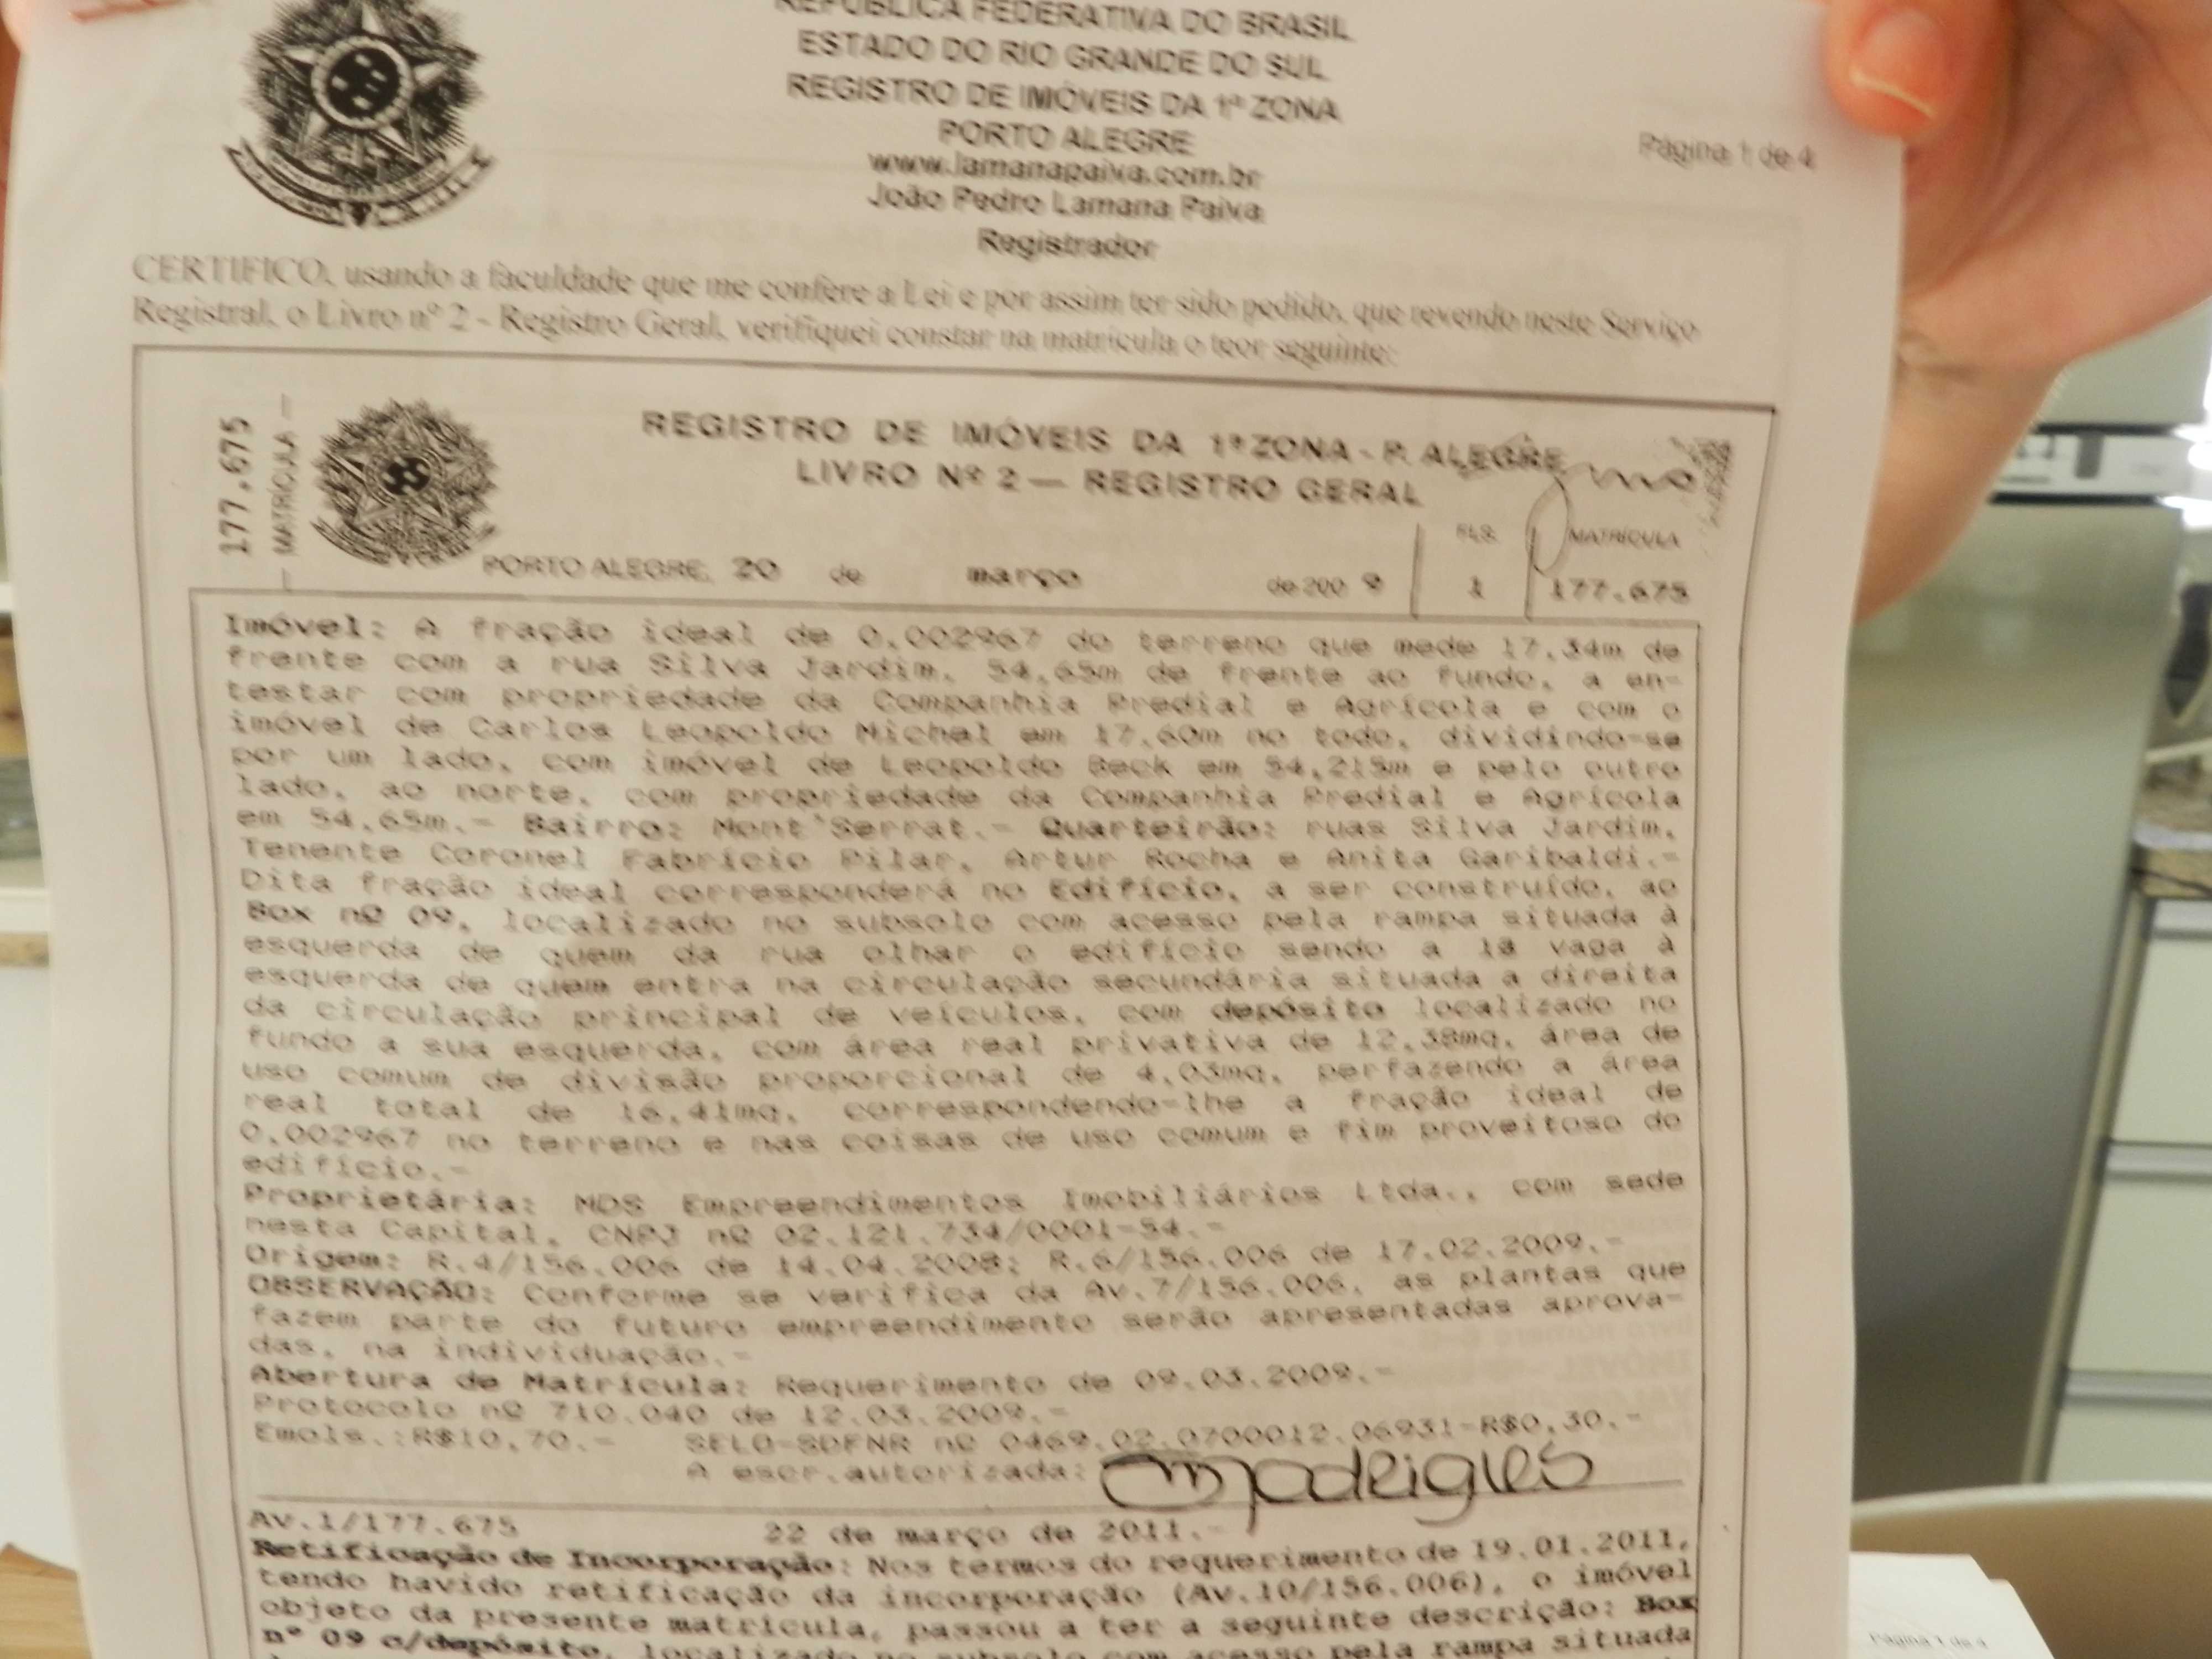 REPÚBLICA FEDERATIVA DO BRASIL
ESTADO DO RIO GRANDE DO SUL
REGISTRO DE IMÓVEIS DA 1ª ZONA
PORTO ALEGRE
www.lamanapaiva.com.br
João Pedro Lamana Paiva
Registrador
Página 1 de 4
CERTIFICO, usando a faculdade que me confere a Lei e por assim ter sido pedido, que revendo neste Serviço
Registral, o Livro nº 2 - Registro Geral, verifiquei constar na matrícula o teor seguinte:
177.675
— MATRÍCULA —
REGISTRO DE IMÓVEIS DA 1ª ZONA - P. ALEGRE
LIVRO Nº 2 — REGISTRO GERAL
PORTO ALEGRE, 20 de março de 200 9
FLS. MATRÍCULA
1 177.675
Imóvel: A fração ideal de 0,002967 do terreno que mede 17,34m de
frente com a rua Silva Jardim, 54,65m de frente ao fundo, a en-
testar com propriedade da Companhia Predial e Agrícola e com o
imóvel de Carlos Leopoldo Michel em 17,60m no todo, dividindo-se
por um lado, com imóvel de Leopoldo Beck em 54,215m e pelo outro
lado, ao norte, com propriedade da Companhia Predial e Agrícola
em 54,65m.- Bairro: Mont'Serrat.- Quarteirão: ruas Silva Jardim,
Tenente Coronel Fabrício Pilar, Artur Rocha e Anita Garibaldi.-
Dita fração ideal corresponderá no Edifício, a ser construído, ao
Box nº 09, localizado no subsolo com acesso pela rampa situada à
esquerda de quem da rua olhar o edifício sendo a 1ª vaga à
esquerda de quem entra na circulação secundária situada a direita
da circulação principal de veículos, com depósito localizado no
fundo a sua esquerda, com área real privativa de 12,38mq, área de
uso comum de divisão proporcional de 4,03mq, perfazendo a área
real total de 16,41mq, correspondendo-lhe a fração ideal de
0,002967 no terreno e nas coisas de uso comum e fim proveitoso do
edifício.-
Proprietária: MDS Empreendimentos Imobiliários Ltda., com sede
nesta Capital, CNPJ nº 02.121.734/0001-54.-
Origem: R.4/156.006 de 14.04.2008; R.6/156.006 de 17.02.2009.-
OBSERVAÇÃO: Conforme se verifica da Av.7/156.006, as plantas que
fazem parte do futuro empreendimento serão apresentadas aprova-
das, na individuação.-
Abertura de Matrícula: Requerimento de 09.03.2009.-
Protocolo nº 710.040 de 12.03.2009.-
Emols.:R$10,70.- SELO-SDFNR nº 0469.02.0700012.06931-R$0,30.-
A escr.autorizada:
Av.1/177.675 22 de março de 2011.-
Retificação de Incorporação: Nos termos do requerimento de 19.01.2011,
tendo havido retificação da incorporação (Av.10/156.006), o imóvel
objeto da presente matrícula, passou a ter a seguinte descrição: Box
nº 09 c/depósito, localizado no subsolo com acesso pela rampa situada
Página 1 de 4